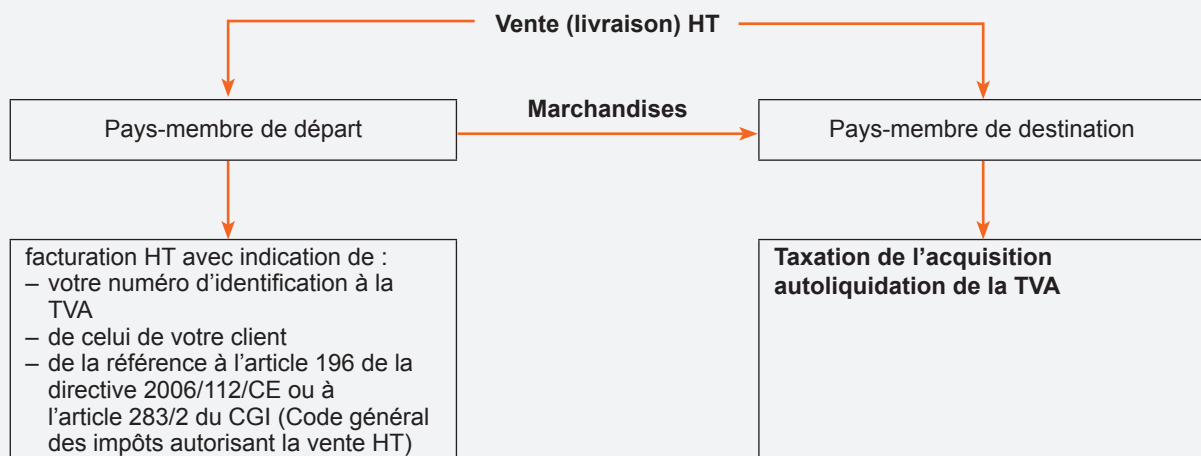 Vente (livraison) HT
Pays-membre de départ
Marchandises
Pays-membre de destination
facturation HT avec indication de :
– votre numéro d’identification à la
TVA
– de celui de votre client
– de la référence à l’article 196 de la
directive 2006/112/CE ou à
l’article 283/2 du CGI (Code général
des impôts autorisant la vente HT)
Taxation de l’acquisition
autoliquidation de la TVA